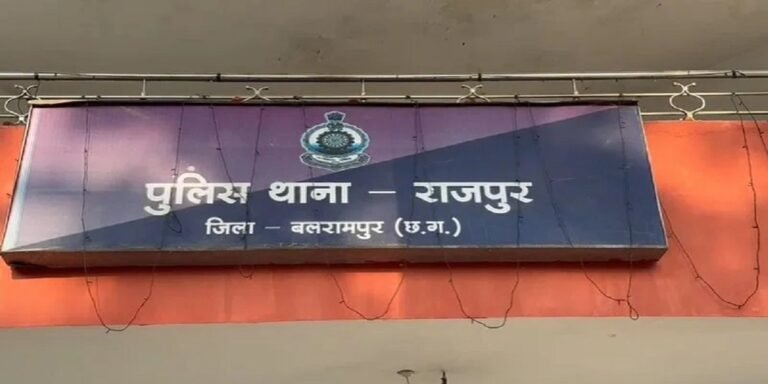 पुलिस थाना – राजपुर
जिला – बलरामपुर (छ.ग.)